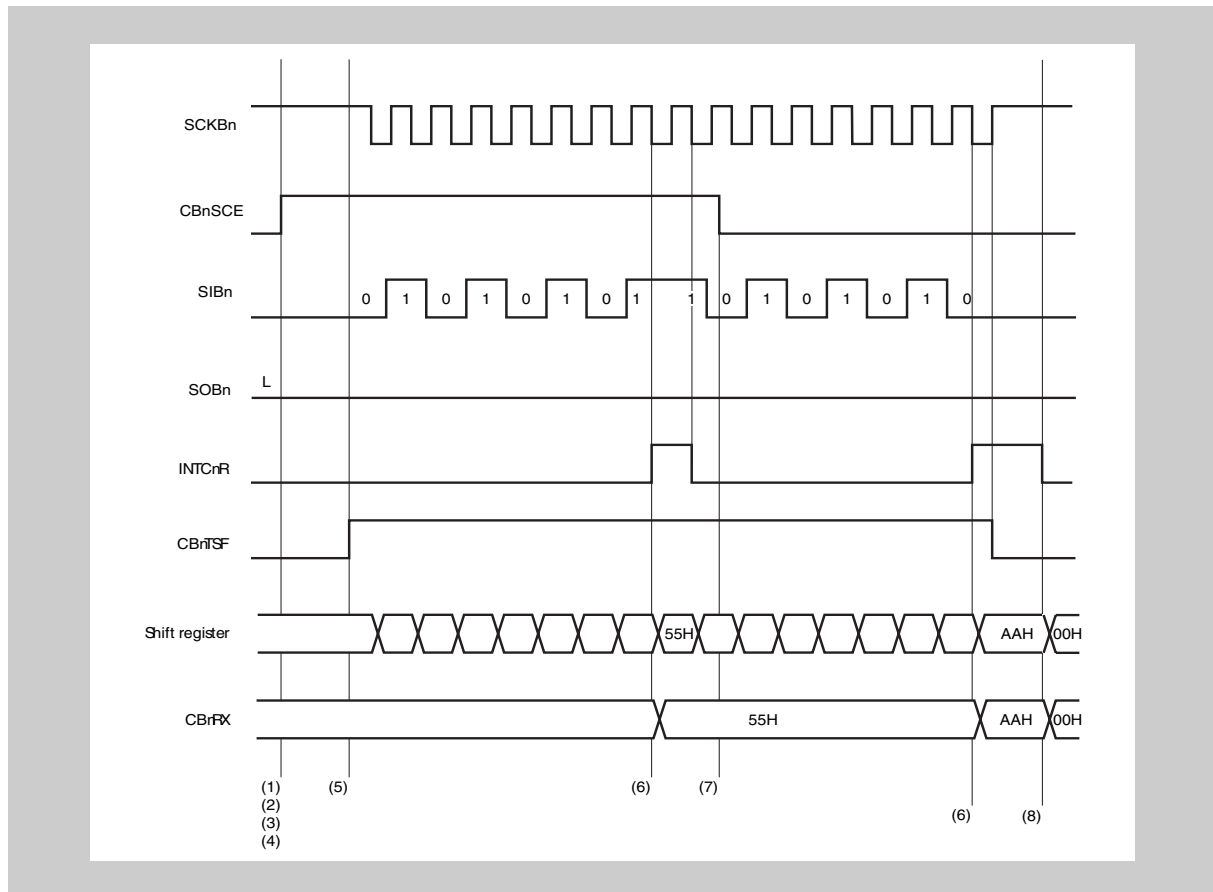 SCKBn
CBnSCE
SIBn
0 1 0 1 0 1 0 1 1 0 1 0 1 0 1 0
SOBn
L
INTCnR
CBnTSF
Shift register
55H
AAH
00H
CBnRX
55H
AAH
00H
(1)
(2)
(3)
(4)
(5)
(6)
(7)
(6)
(8)